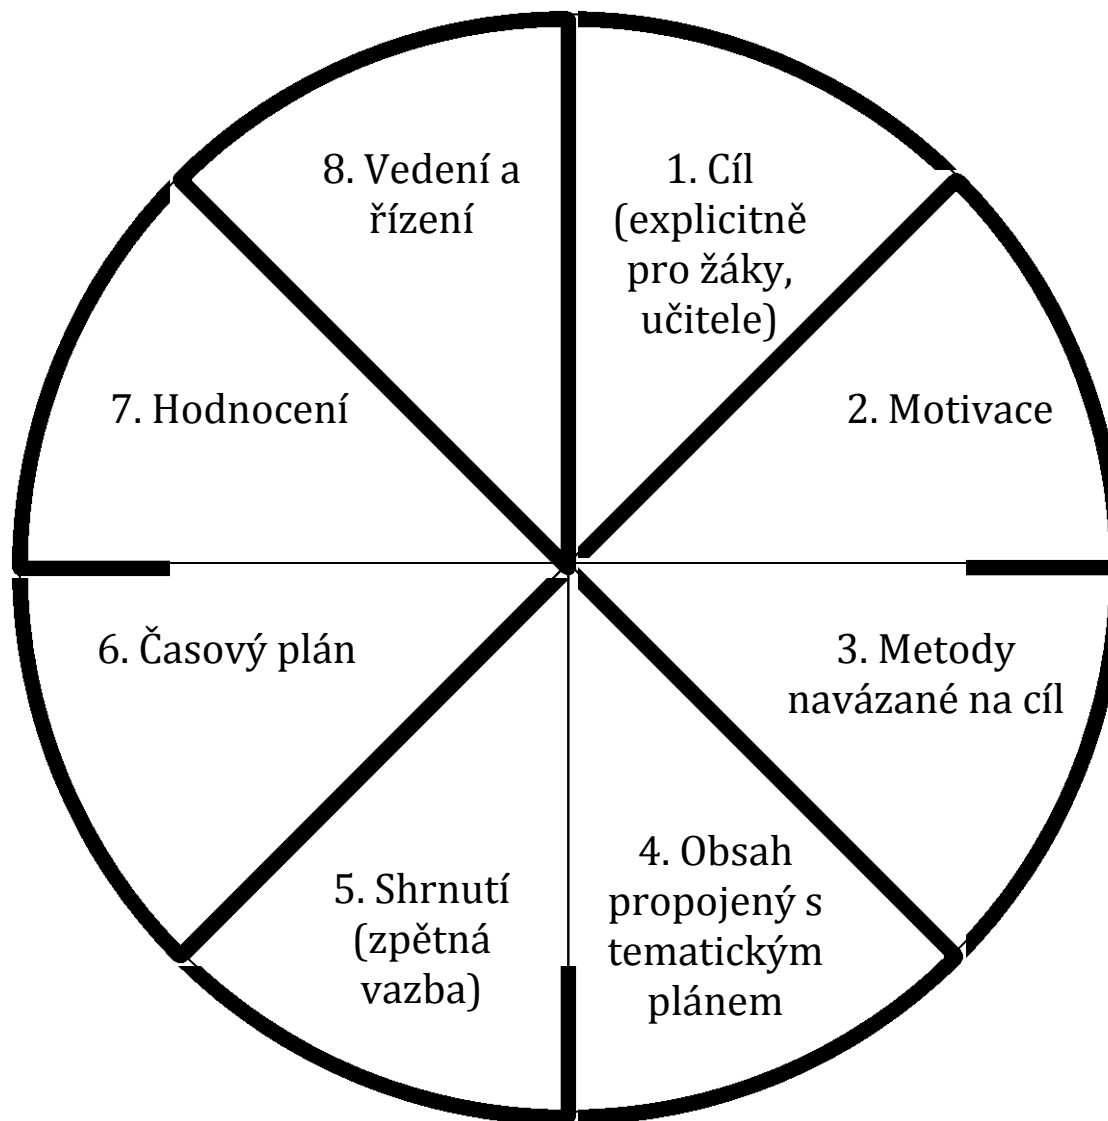 1. Cíl
(explicitně
pro žáky,
učitele)
2. Motivace
3. Metody
navázané na cíl
4. Obsah
propojený s
tematickým
plánem
5. Shrnutí
(zpětná
vazba)
6. Časový plán
7. Hodnocení
8. Vedení a
řízení